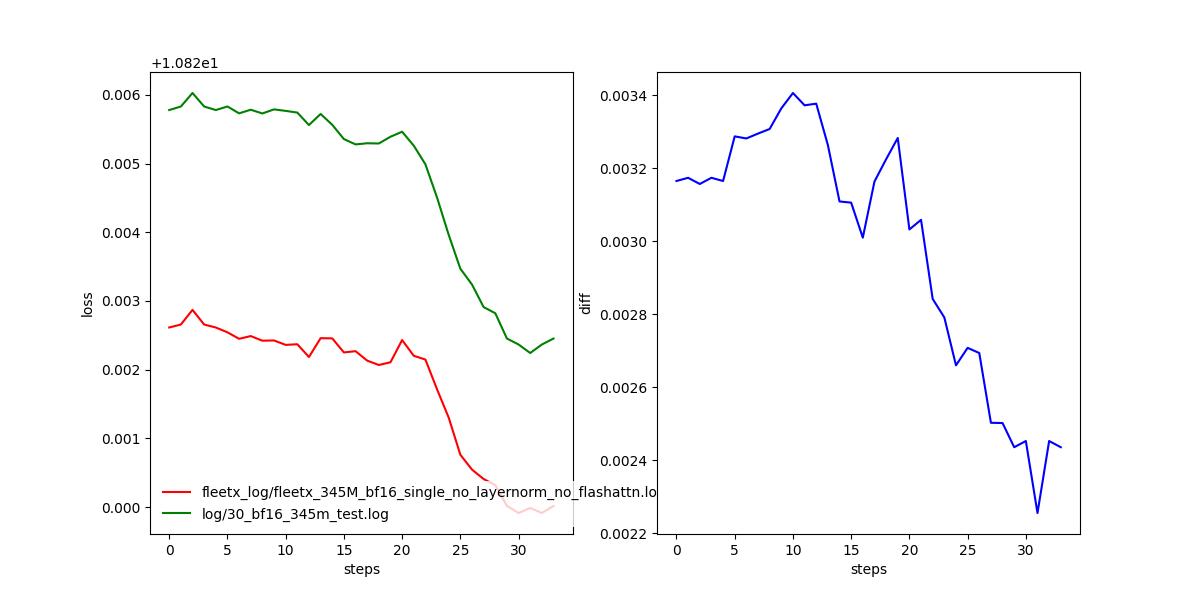 +1.082e1
0.006
0.005
0.004
0.003
0.002
0.001
0.000
loss
fleetx_log/fleetx_345M_bf16_single_no_layernorm_no_flashattn.lo
log/30_bf16_345m_test.log
0 5 10 15 20 25 30
steps
0.0034
0.0032
0.0030
0.0028
0.0026
0.0024
0.0022
diff
0 5 10 15 20 25 30
steps